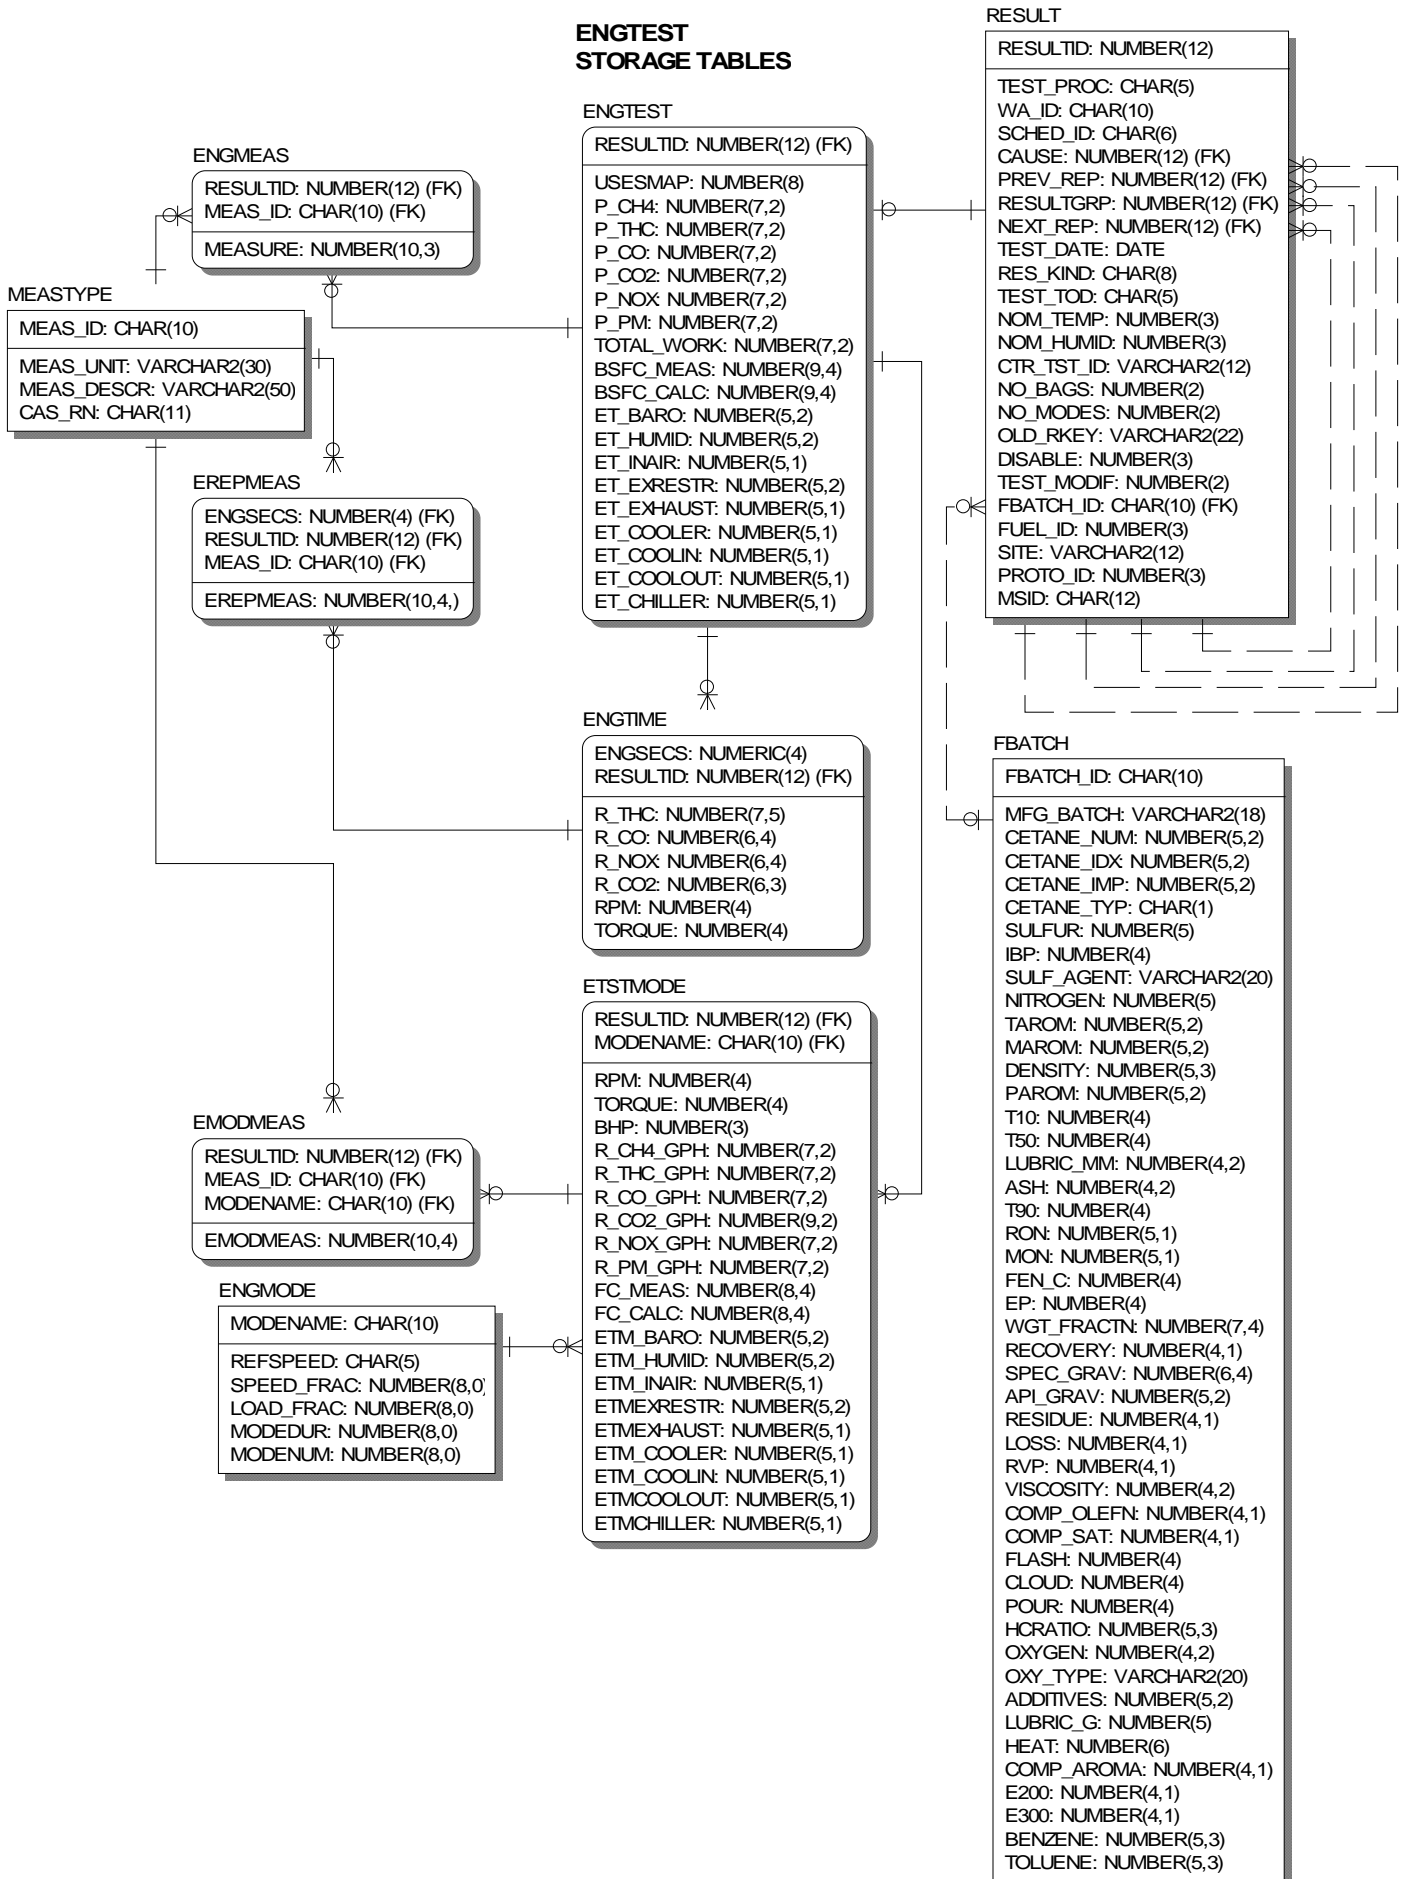 ENGTEST
STORAGE TABLES
RESULT
RESULTID: NUMBER(12)
TEST_PROC: CHAR(5)
WA_ID: CHAR(10)
SCHED_ID: CHAR(6)
CAUSE: NUMBER(12) (FK)
PREV_REP: NUMBER(12) (FK)
RESULTGRP: NUMBER(12) (FK)
NEXT_REP: NUMBER(12) (FK)
TEST_DATE: DATE
RES_KIND: CHAR(8)
TEST_TOD: CHAR(5)
NOM_TEMP: NUMBER(3)
NOM_HUMID: NUMBER(3)
CTR_TST_ID: VARCHAR2(12)
NO_BAGS: NUMBER(2)
NO_MODES: NUMBER(2)
OLD_RKEY: VARCHAR2(22)
DISABLE: NUMBER(3)
TEST_MODIF: NUMBER(2)
FBATCH_ID: CHAR(10) (FK)
FUEL_ID: NUMBER(3)
SITE: VARCHAR2(12)
PROTO_ID: NUMBER(3)
MSID: CHAR(12)
ENGTEST
RESULTID: NUMBER(12) (FK)
USESMAP: NUMBER(8)
P_CH4: NUMBER(7,2)
P_THC: NUMBER(7,2)
P_CO: NUMBER(7,2)
P_CO2: NUMBER(7,2)
P_NOX: NUMBER(7,2)
P_PM: NUMBER(7,2)
TOTAL_WORK: NUMBER(7,2)
BSFC_MEAS: NUMBER(9,4)
BSFC_CALC: NUMBER(9,4)
ET_BARO: NUMBER(5,2)
ET_HUMID: NUMBER(5,2)
ET_INAIR: NUMBER(5,1)
ET_EXRESTR: NUMBER(5,2)
ET_EXHAUST: NUMBER(5,1)
ET_COOLER: NUMBER(5,1)
ET_COOLIN: NUMBER(5,1)
ET_COOLOUT: NUMBER(5,1)
ET_CHILLER: NUMBER(5,1)
ENGMEAS
RESULTID: NUMBER(12) (FK)
MEAS_ID: CHAR(10) (FK)
MEASURE: NUMBER(10,3)
MEASTYPE
MEAS_ID: CHAR(10)
MEAS_UNIT: VARCHAR2(30)
MEAS_DESCR: VARCHAR2(50)
CAS_RN: CHAR(11)
EREPMEAS
ENGSECS: NUMBER(4) (FK)
RESULTID: NUMBER(12) (FK)
MEAS_ID: CHAR(10) (FK)
EREPMEAS: NUMBER(10,4,)
ENGTIME
ENGSECS: NUMERIC(4)
RESULTID: NUMBER(12) (FK)
R_THC: NUMBER(7,5)
R_CO: NUMBER(6,4)
R_NOX: NUMBER(6,4)
R_CO2: NUMBER(6,3)
RPM: NUMBER(4)
TORQUE: NUMBER(4)
ETSTMODE
RESULTID: NUMBER(12) (FK)
MODENAME: CHAR(10) (FK)
RPM: NUMBER(4)
TORQUE: NUMBER(4)
BHP: NUMBER(3)
R_CH4_GPH: NUMBER(7,2)
R_THC_GPH: NUMBER(7,2)
R_CO_GPH: NUMBER(7,2)
R_CO2_GPH: NUMBER(9,2)
R_NOX_GPH: NUMBER(7,2)
R_PM_GPH: NUMBER(7,2)
FC_MEAS: NUMBER(8,4)
FC_CALC: NUMBER(8,4)
ETM_BARO: NUMBER(5,2)
ETM_HUMID: NUMBER(5,2)
ETM_INAIR: NUMBER(5,1)
ETMEXRESTR: NUMBER(5,2)
ETMEXHAUST: NUMBER(5,1)
ETM_COOLER: NUMBER(5,1)
ETM_COOLIN: NUMBER(5,1)
ETMCOOLOUT: NUMBER(5,1)
ETMCHILLER: NUMBER(5,1)
EMODMEAS
RESULTID: NUMBER(12) (FK)
MEAS_ID: CHAR(10) (FK)
MODENAME: CHAR(10) (FK)
EMODMEAS: NUMBER(10,4)
ENGMODE
MODENAME: CHAR(10)
REFSPEED: CHAR(5)
SPEED_FRAC: NUMBER(8,0)
LOAD_FRAC: NUMBER(8,0)
MODEDUR: NUMBER(8,0)
MODENUM: NUMBER(8,0)
FBATCH
FBATCH_ID: CHAR(10)
MFG_BATCH: VARCHAR2(18)
CETANE_NUM: NUMBER(5,2)
CETANE_IDX: NUMBER(5,2)
CETANE_IMP: NUMBER(5,2)
CETANE_TYP: CHAR(1)
SULFUR: NUMBER(5)
IBP: NUMBER(4)
SULF_AGENT: VARCHAR2(20)
NITROGEN: NUMBER(5)
TAROM: NUMBER(5,2)
MAROM: NUMBER(5,2)
DENSITY: NUMBER(5,3)
PAROM: NUMBER(5,2)
T10: NUMBER(4)
T50: NUMBER(4)
LUBRIC_MM: NUMBER(4,2)
ASH: NUMBER(4,2)
T90: NUMBER(4)
RON: NUMBER(5,1)
MON: NUMBER(5,1)
FEN_C: NUMBER(4)
EP: NUMBER(4)
WGT_FRACTN: NUMBER(7,4)
RECOVERY: NUMBER(4,1)
SPEC_GRAV: NUMBER(6,4)
API_GRAV: NUMBER(5,2)
RESIDUE: NUMBER(4,1)
LOSS: NUMBER(4,1)
RVP: NUMBER(4,1)
VISCOSITY: NUMBER(4,2)
COMP_OLEFN: NUMBER(4,1)
COMP_SAT: NUMBER(4,1)
FLASH: NUMBER(4)
CLOUD: NUMBER(4)
POUR: NUMBER(4)
HCRATIO: NUMBER(5,3)
OXYGEN: NUMBER(4,2)
OXY_TYPE: VARCHAR2(20)
ADDITIVES: NUMBER(5,2)
LUBRIC_G: NUMBER(5)
HEAT: NUMBER(6)
COMP_AROMA: NUMBER(4,1)
E200: NUMBER(4,1)
E300: NUMBER(4,1)
BENZENE: NUMBER(5,3)
TOLUENE: NUMBER(5,3)